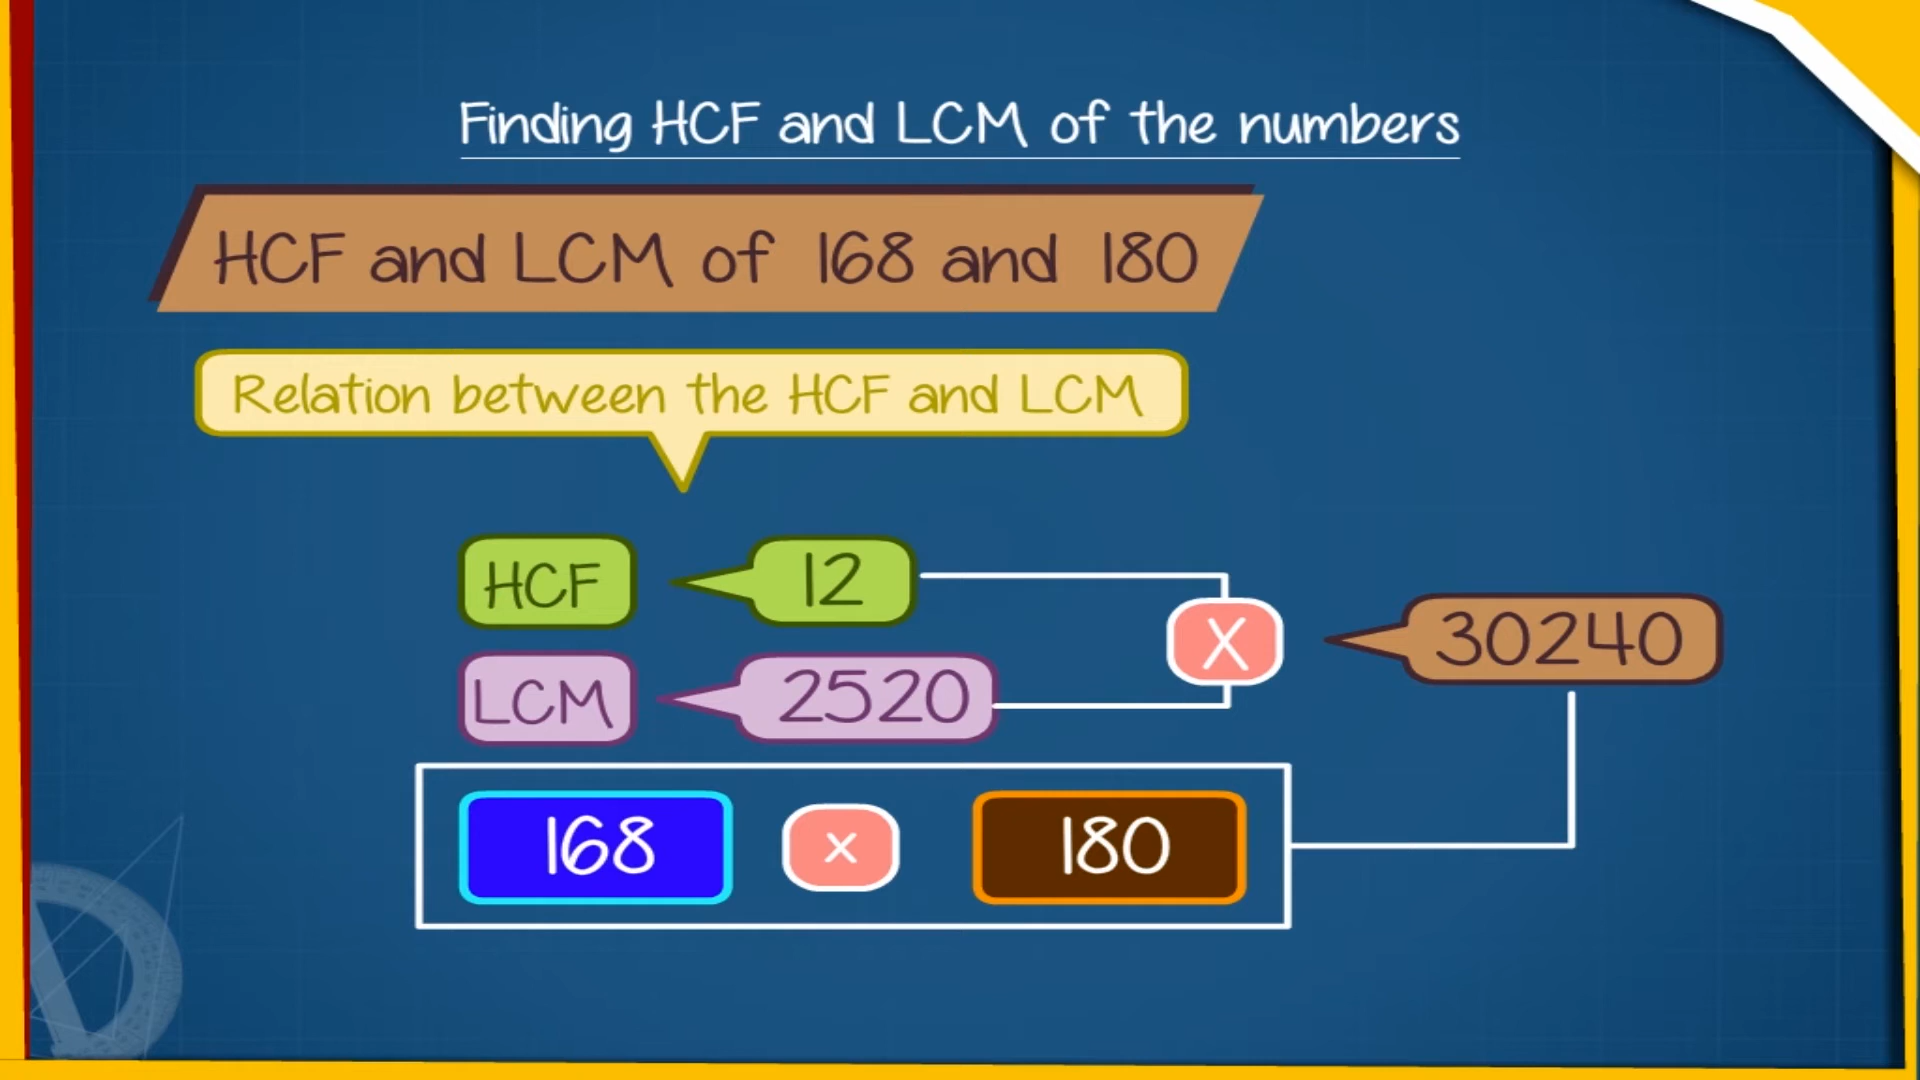 Finding HCF and LCM of the numbers
HCF and LCM of 168 and 180
Relation between the HCF and LCM
HCF 12
X 30240
LCM 2520
168 x 180